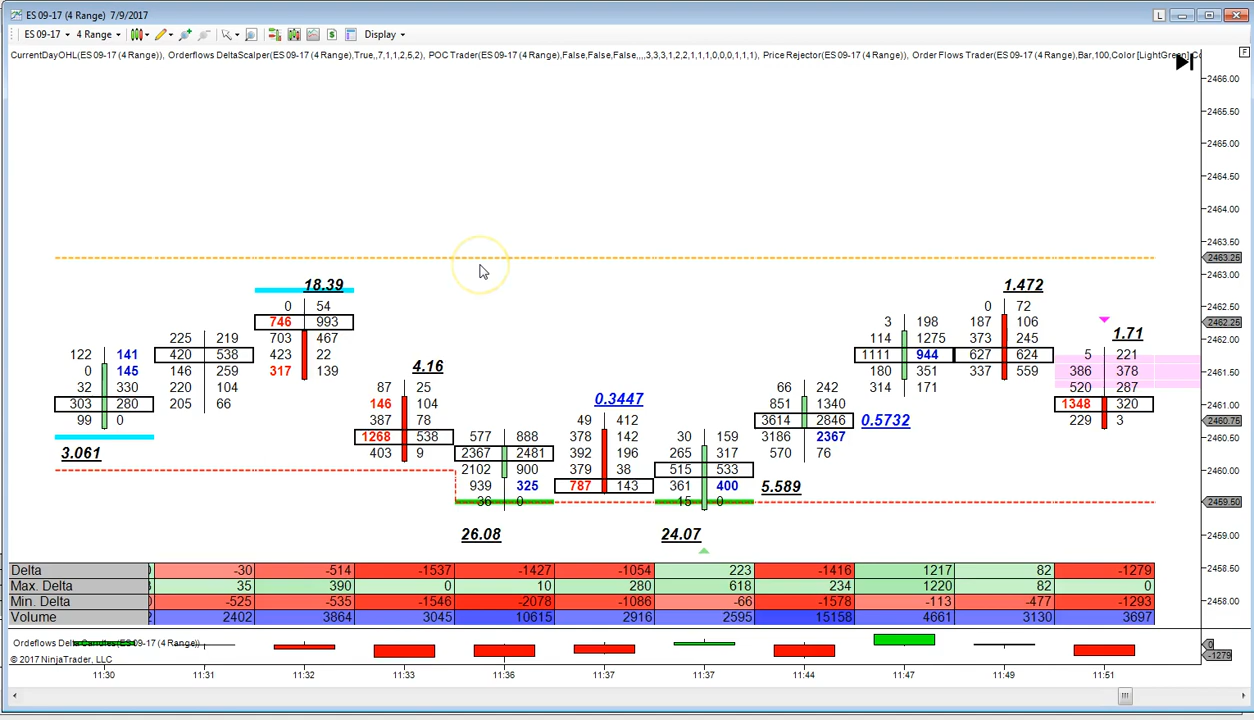 ES 09-17 (4 Range) 7/9/2017
L
ES 09-17 4 Range Display
CurrentDayOHL(ES 09-17 (4 Range)), Orderflows DeltaScalper(ES 09-17 (4 Range),True,,7,1,1,2,5,2), POC Trader(ES 09-17 (4 Range),False,False,False,,,,3,3,3,1,2,2,1,1,1,0,0,0,1,1,1), Price Rejector(ES 09-17 (4 Range)), Order Flows Trader(ES 09-17 (4 Range),Bar,100,Color [LightGreen],
F
2466.00
2465.50
2465.00
2464.50
2464.00
2463.50
2463.25
2463.00
18.39 1.472
0 54 0 72 2462.50
746 993 187 106 2462.25
3 198 1.71
225 219 703 467 114 1275 373 245 2462.00
122 141 420 538 423 22 1111 944 627 624 5 221
0 145 146 259 317 139 4.16 180 351 337 559 386 378 2461.50
32 330 220 104 87 25 66 242 314 171 520 287
303 280 205 66 146 104 0.3447 851 1340 1348 320 2461.00
99 0 387 78 49 412 3614 2846 0.5732 229 3 2460.75
1268 538 577 888 378 142 30 159 3186 2367 2460.50
3.061 403 9 2367 2481 392 196 265 317 570 76
2102 900 379 38 515 533 2460.00
939 325 787 143 361 400 5.589
36 0 15 0 2459.50
26.08 24.07 2459.00
2458.50
2458.00
Delta -30 -514 -1537 -1427 -1054 223 -1416 1217 82 -1279
Max. Delta 35 390 0 10 280 618 234 1220 82 0
Min. Delta -525 -535 -1546 -2078 -1086 -66 -1578 -113 -477 -1293
Volume 2402 3864 3045 10615 2916 2595 15158 4661 3130 3697
Orderflows Delta Candles(ES 09-17 (4 Range))
0
-1279
© 2017 NinjaTrader, LLC
11:30 11:31 11:32 11:33 11:36 11:37 11:37 11:44 11:47 11:49 11:51